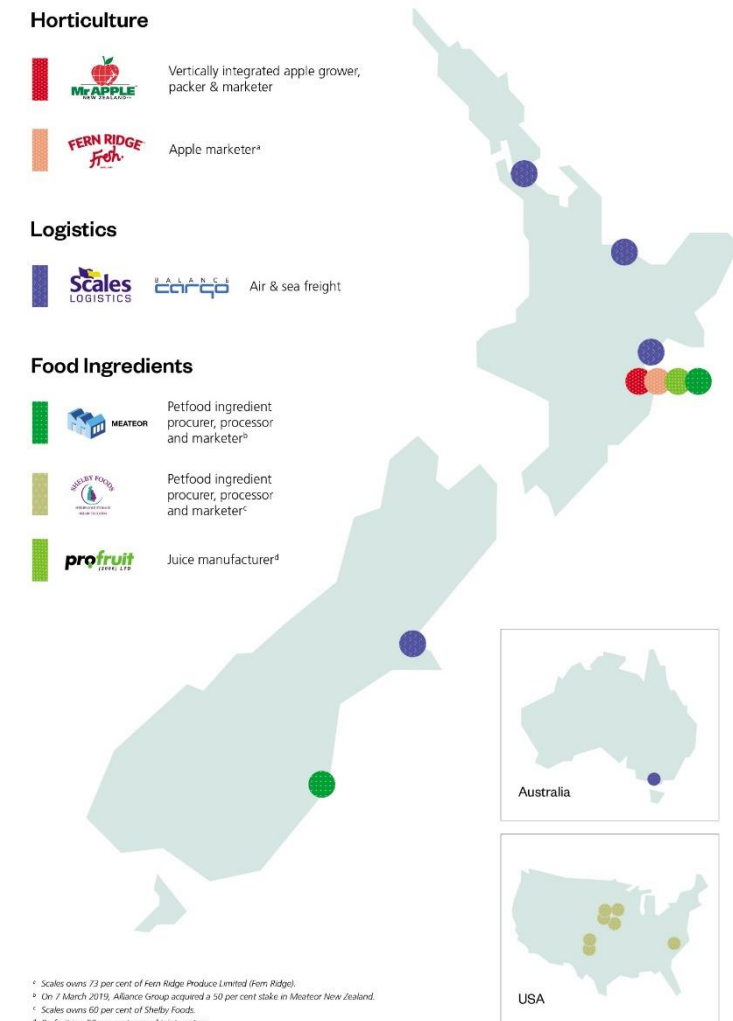 Horticulture
MrAPPLE
NEW ZEALAND
Vertically integrated apple grower,
packer & marketer
FERN RIDGE
Fresh
Apple marketerᵃ
Logistics
Scales
LOGISTICS
BALANCE
cargo
Air & sea freight
Food Ingredients
MEATEOR
Petfood ingredient
procurer, processor
and marketerᵇ
SHELBY FOODS
Petfood ingredient
procurer, processor
and marketerᶜ
profruit
(2006) LTD
Juice manufacturerᵈ
Australia
USA
ᵃ Scales owns 73 per cent of Fern Ridge Produce Limited (Fern Ridge).
ᵇ On 7 March 2019, Alliance Group acquired a 50 per cent stake in Meateor New Zealand.
ᶜ Scales owns 60 per cent of Shelby Foods.